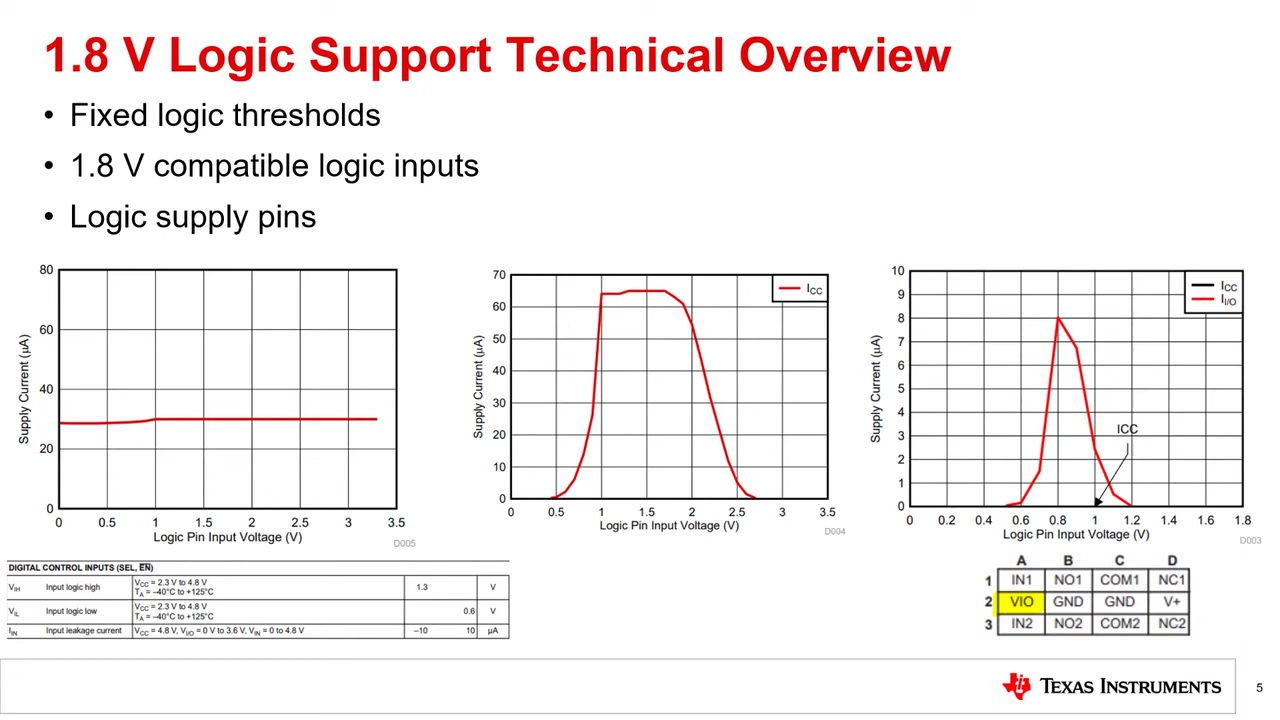 1.8 V Logic Support Technical Overview
• Fixed logic thresholds
• 1.8 V compatible logic inputs
• Logic supply pins
Supply Current (µA)
80
60
40
20
0
0 0.5 1 1.5 2 2.5 3 3.5
Logic Pin Input Voltage (V)
D005
Supply Current (µA)
70
60
50
40
30
20
10
0
ICC
0 0.5 1 1.5 2 2.5 3 3.5
Logic Pin Input Voltage (V)
D004
Supply Current (µA)
10
9
8
7
6
5
4
3
2
1
0
ICC
II/O
ICC
0 0.2 0.4 0.6 0.8 1 1.2 1.4 1.6 1.8
Logic Pin Input Voltage (V)
D003
DIGITAL CONTROL INPUTS (SEL, E̅N̅)
VIH Input logic high VCC = 2.3 V to 4.8 V
TA = –40°C to +125°C 1.3 V
VIL Input logic low VCC = 2.3 V to 4.8 V
TA = –40°C to +125°C 0.6 V
IIN Input leakage current VCC = 4.8 V, VI/O = 0 V to 3.6 V, VIN = 0 to 4.8 V –10 10 µA
A B C D
1 IN1 NO1 COM1 NC1
2 VIO GND GND V+
3 IN2 NO2 COM2 NC2
TEXAS INSTRUMENTS
5